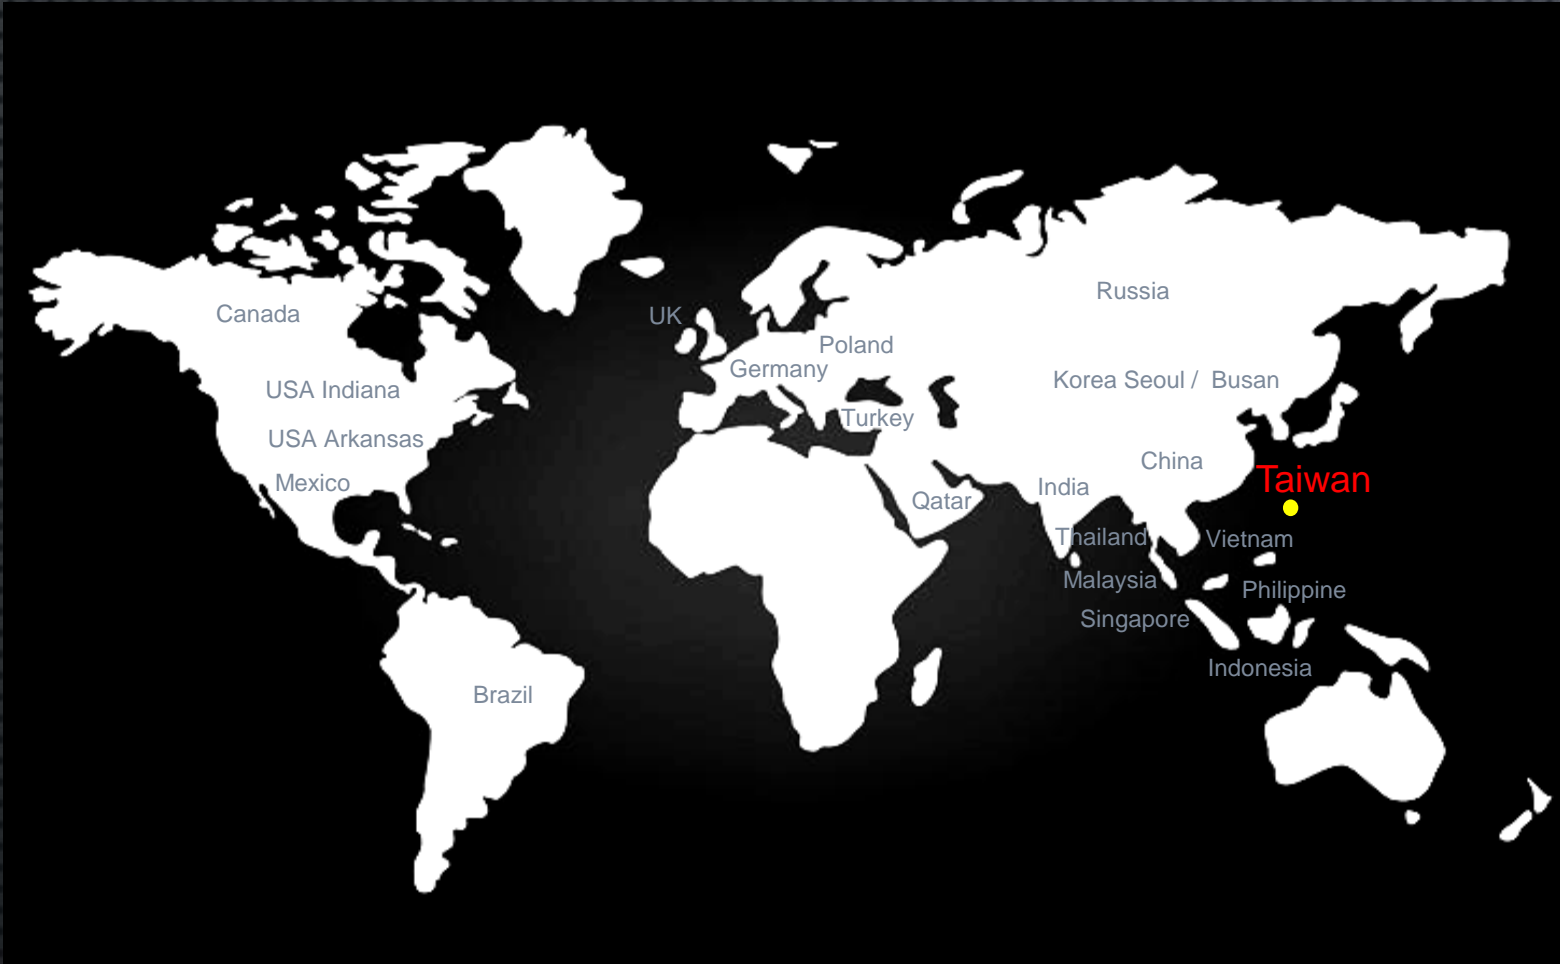 Russia
Canada
UK
Poland
Germany
Korea Seoul /  Busan
USA Indiana
Turkey
USA Arkansas
China
Taiwan
Mexico
India
Qatar
Thailand
Vietnam
Malaysia
Philippine
Singapore
Indonesia
Brazil